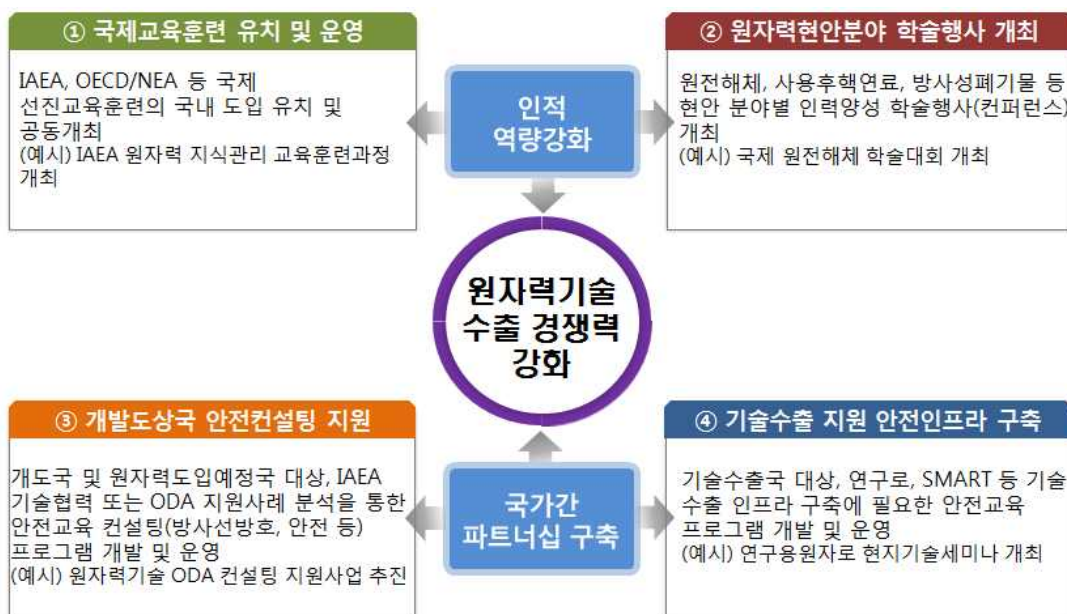 ① 국제교육훈련 유치 및 운영
IAEA, OECD/NEA 등 국제
선진교육훈련의 국내 도입 유치 및
공동개최
(예시) IAEA 원자력 지식관리 교육훈련과정
개최
인적
역량강화
② 원자력현안분야 학술행사 개최
원전해체, 사용후핵연료, 방사성폐기물 등
현안 분야별 인력양성 학술행사(컨퍼런스)
개최
(예시) 국제 원전해체 학술대회 개최
원자력기술
수출 경쟁력
강화
③ 개발도상국 안전컨설팅 지원
개도국 및 원자력도입예정국 대상, IAEA
기술협력 또는 ODA 지원사례 분석을 통한
안전교육 컨설팅(방사선방호, 안전 등)
프로그램 개발 및 운영
(예시) 원자력기술 ODA 컨설팅 지원사업 추진
국가간
파트너십 구축
④ 기술수출 지원 안전인프라 구축
기술수출국 대상, 연구로, SMART 등 기술
수출 인프라 구축에 필요한 안전교육
프로그램 개발 및 운영
(예시) 연구용원자로 현지기술세미나 개최